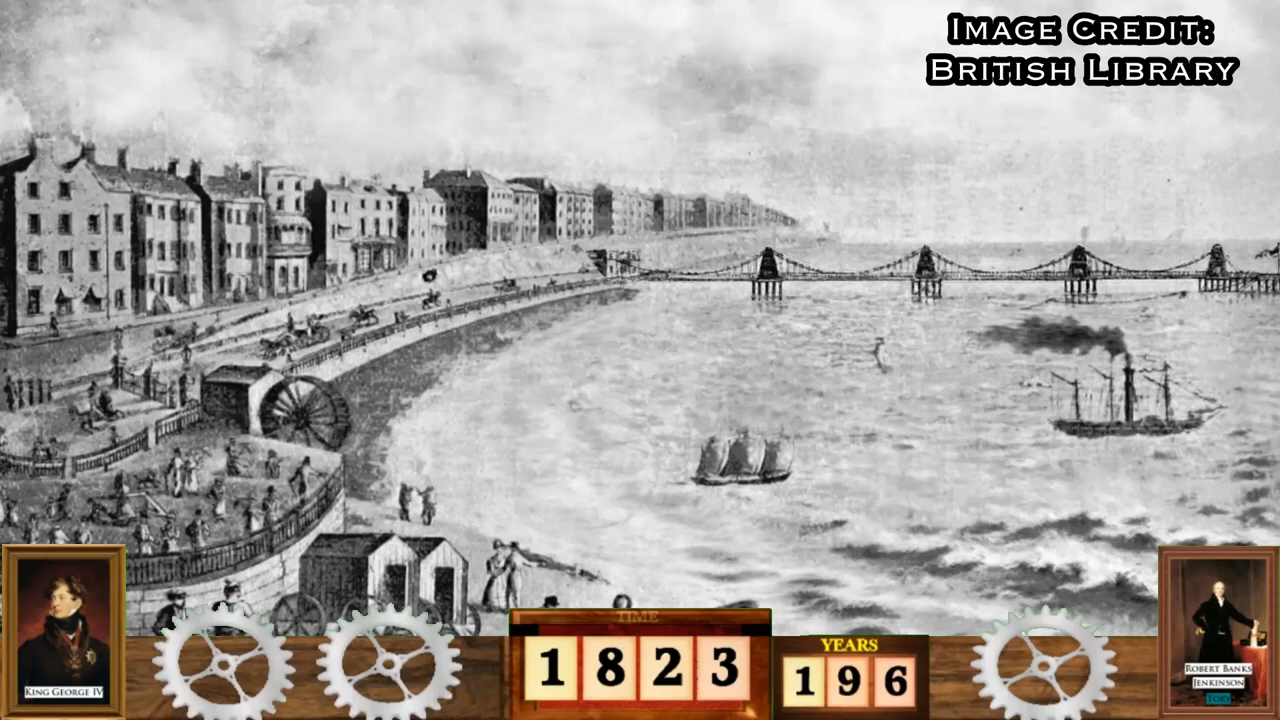 IMAGE CREDIT:
BRITISH LIBRARY
KING GEORGE IV
TIME
1823
YEARS
196
ROBERT BANKS
JENKINSON
TORY